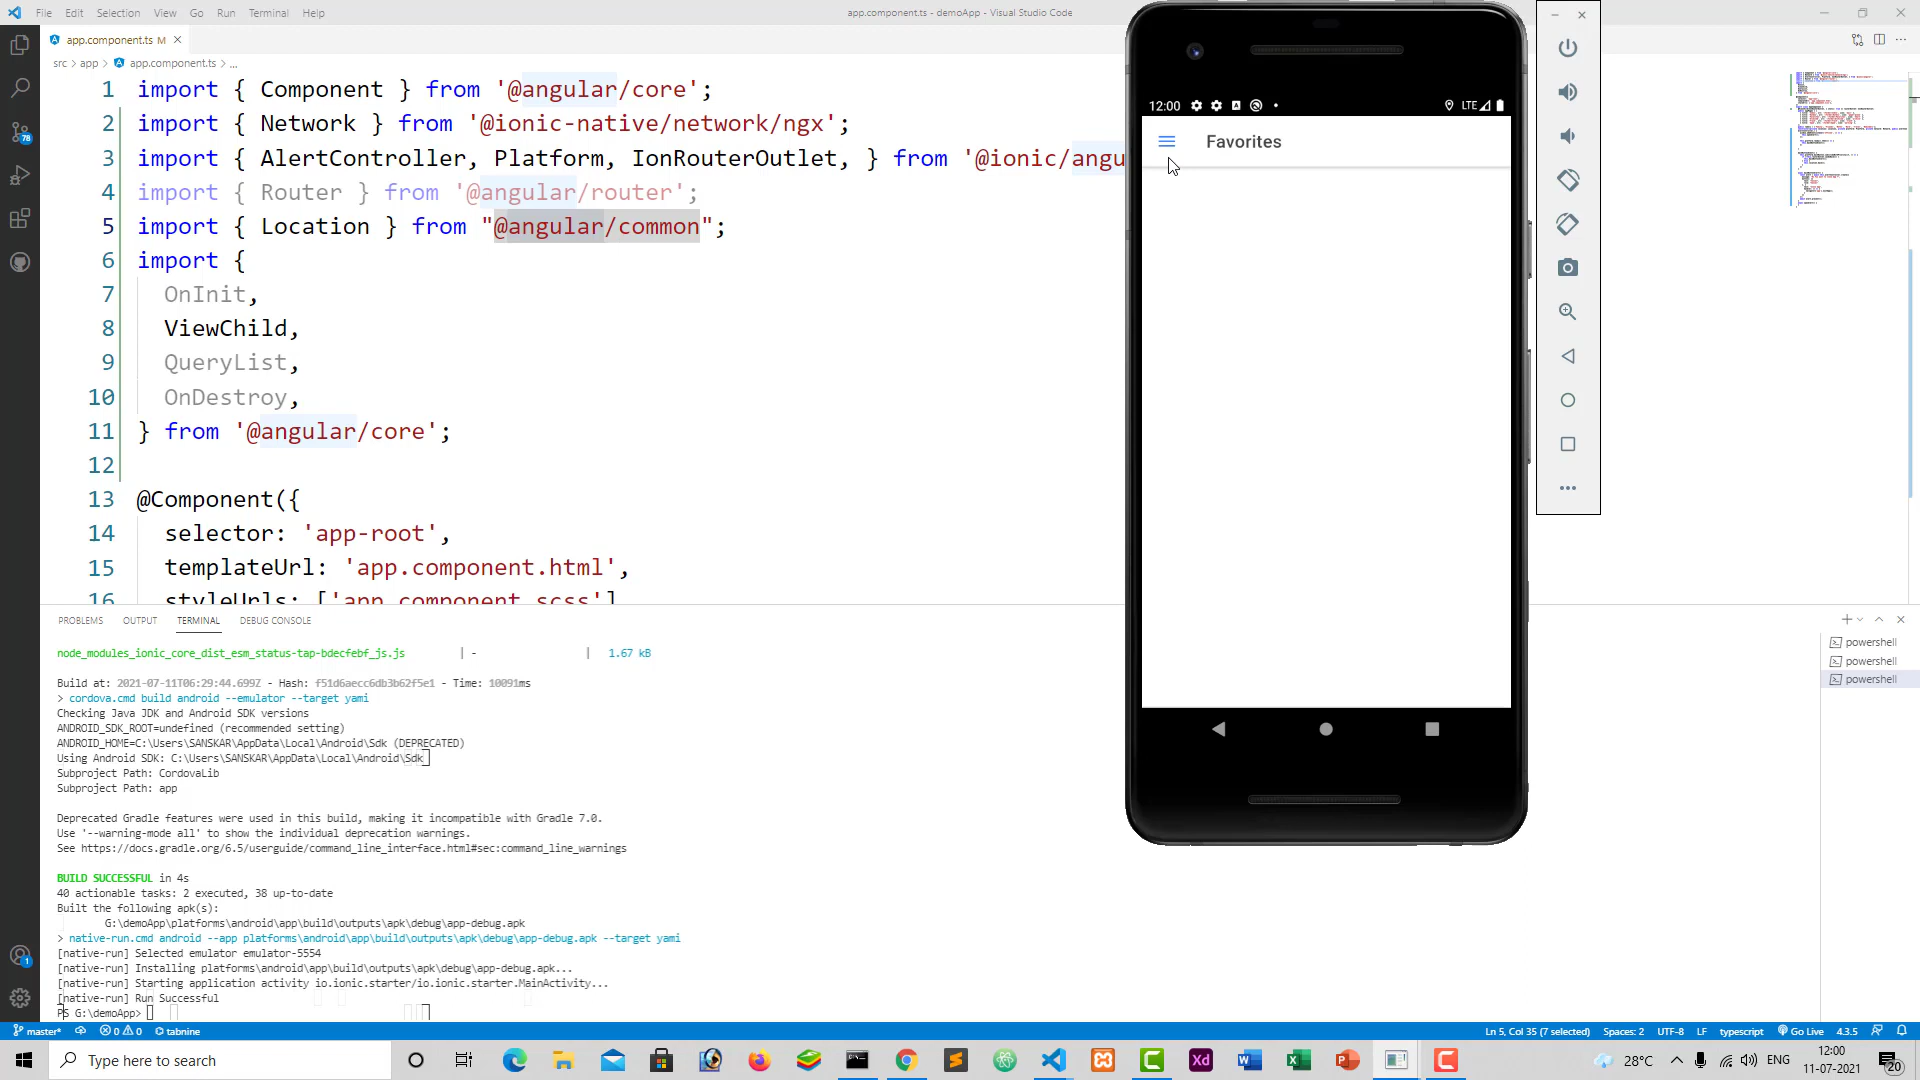 File Edit Selection View Go Run Terminal Help
app.component.ts - demoApp - Visual Studio Code
app.component.ts M
src > app > app.component.ts > ...
1 import { Component } from '@angular/core';
2 import { Network } from '@ionic-native/network/ngx';
3 import { AlertController, Platform, IonRouterOutlet, } from '@ionic/angu
4 import { Router } from '@angular/router';
5 import { Location } from "@angular/common";
6 import {
7 OnInit,
8 ViewChild,
9 QueryList,
10 OnDestroy,
11 } from '@angular/core';
12
13 @Component({
14 selector: 'app-root',
15 templateUrl: 'app.component.html',
16 styleUrls: ['app.component.scss']
12:00 LTE
Favorites
PROBLEMS OUTPUT TERMINAL DEBUG CONSOLE
node_modules_ionic_core_dist_esm_status-tap-bdecfebf_js.js | - | 1.67 kB
Build at: 2021-07-11T06:29:44.699Z - Hash: f51d6aecc6db3b62f5e1 - Time: 10091ms
> cordova.cmd build android --emulator --target yami
Checking Java JDK and Android SDK versions
ANDROID_SDK_ROOT=undefined (recommended setting)
ANDROID_HOME=C:\Users\SANSKAR\AppData\Local\Android\Sdk (DEPRECATED)
Using Android SDK: C:\Users\SANSKAR\AppData\Local\Android\Sdk
Subproject Path: CordovaLib
Subproject Path: app
Deprecated Gradle features were used in this build, making it incompatible with Gradle 7.0.
Use '--warning-mode all' to show the individual deprecation warnings.
See https://docs.gradle.org/6.5/userguide/command_line_interface.html#sec:command_line_warnings
BUILD SUCCESSFUL in 4s
40 actionable tasks: 2 executed, 38 up-to-date
Built the following apk(s):
G:\demoApp\platforms\android\app\build\outputs\apk\debug\app-debug.apk
> native-run.cmd android --app platforms\android\app\build\outputs\apk\debug\app-debug.apk --target yami
[native-run] Selected emulator emulator-5554
[native-run] Installing platforms\android\app\build\outputs\apk\debug\app-debug.apk...
[native-run] Starting application activity io.ionic.starter/io.ionic.starter.MainActivity...
[native-run] Run Successful
PS G:\demoApp>
powershell
powershell
powershell
78
1
master* 0 0 tabnine
Ln 5, Col 35 (7 selected) Spaces: 2 UTF-8 LF typescript Go Live 4.3.5
Type here to search
Xd
28°C ENG
12:00
11-07-2021
20